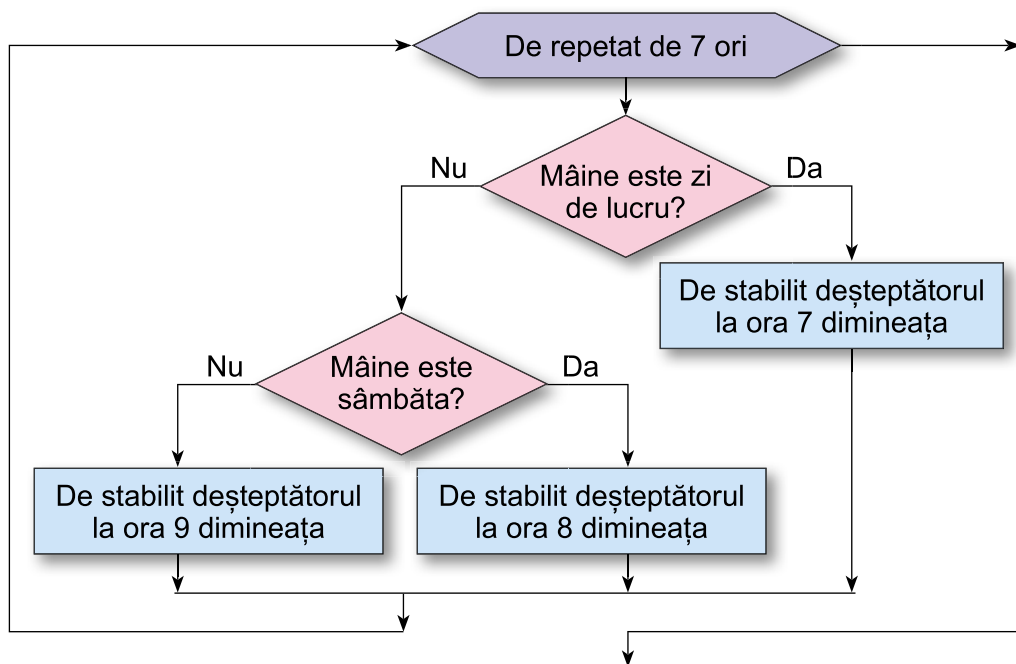 De repetat de 7 ori
Nu
Da
Mâine este zi
de lucru?
De stabilit deșteptătorul
la ora 7 dimineața
Nu
Da
Mâine este
sâmbăta?
De stabilit deșteptătorul
la ora 9 dimineața
De stabilit deșteptătorul
la ora 8 dimineața